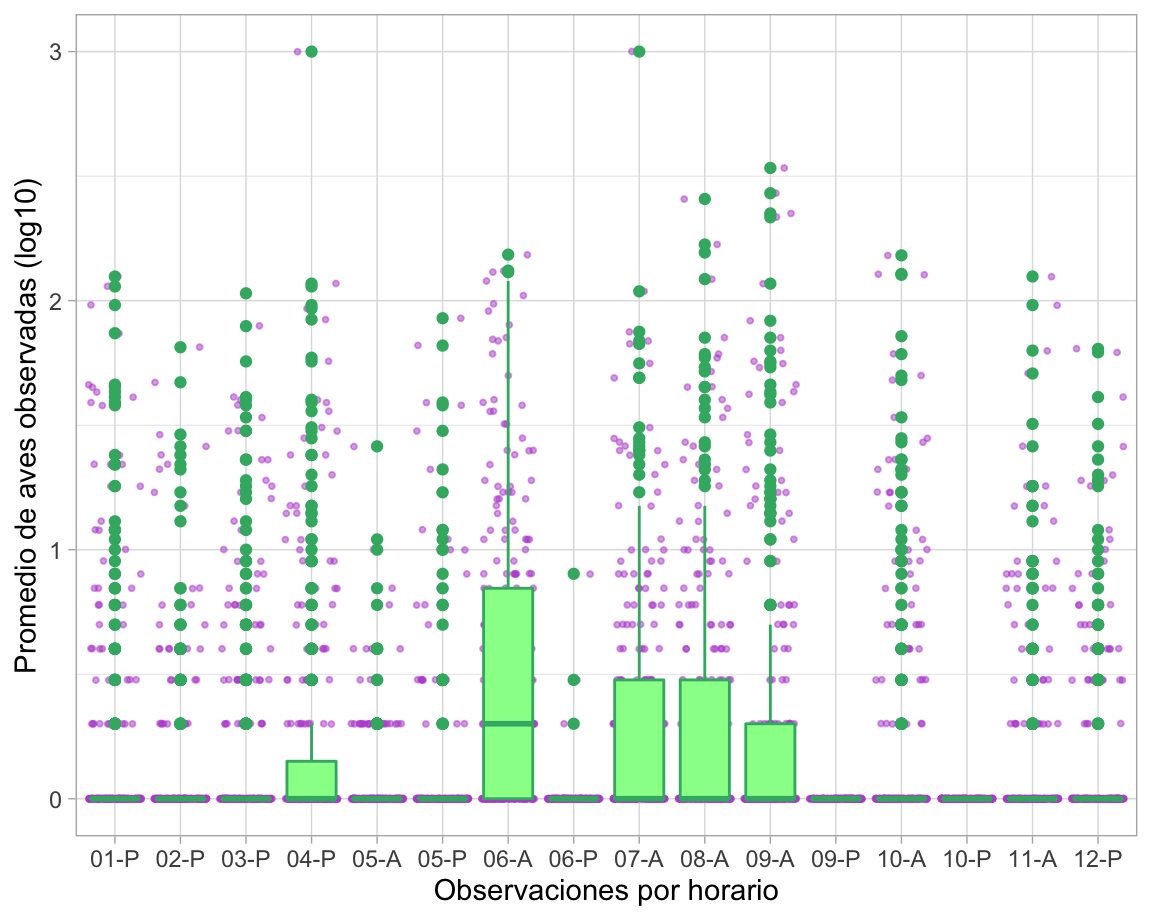 3
2
1
0
Promedio de aves observadas (log10)
01-P 02-P 03-P 04-P 05-A 05-P 06-A 06-P 07-A 08-A 09-A 09-P 10-A 10-P 11-A 12-P
Observaciones por horario